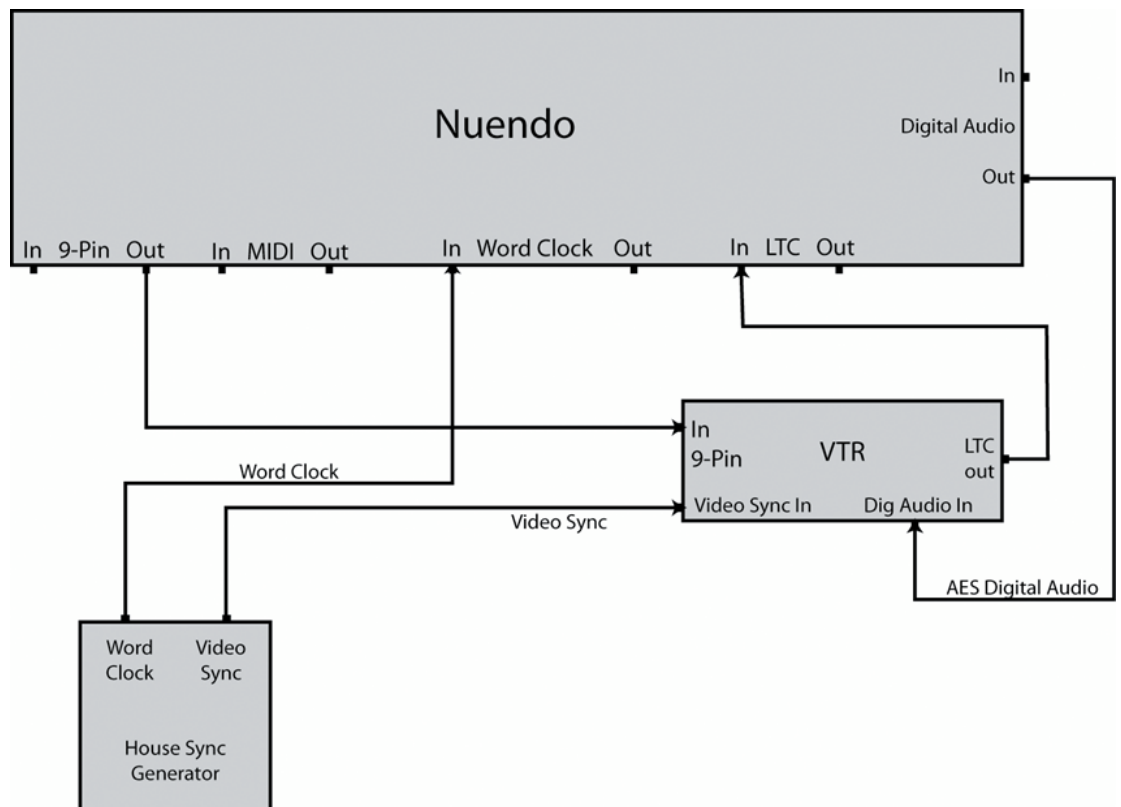 In
Nuendo
Digital Audio
Out
In 9-Pin Out In MIDI Out In Word Clock Out In LTC Out
In
9-Pin
VTR
LTC
out
Video Sync In Dig Audio In
Word Clock
Video Sync
AES Digital Audio
Word
Clock
Video
Sync
House Sync
Generator